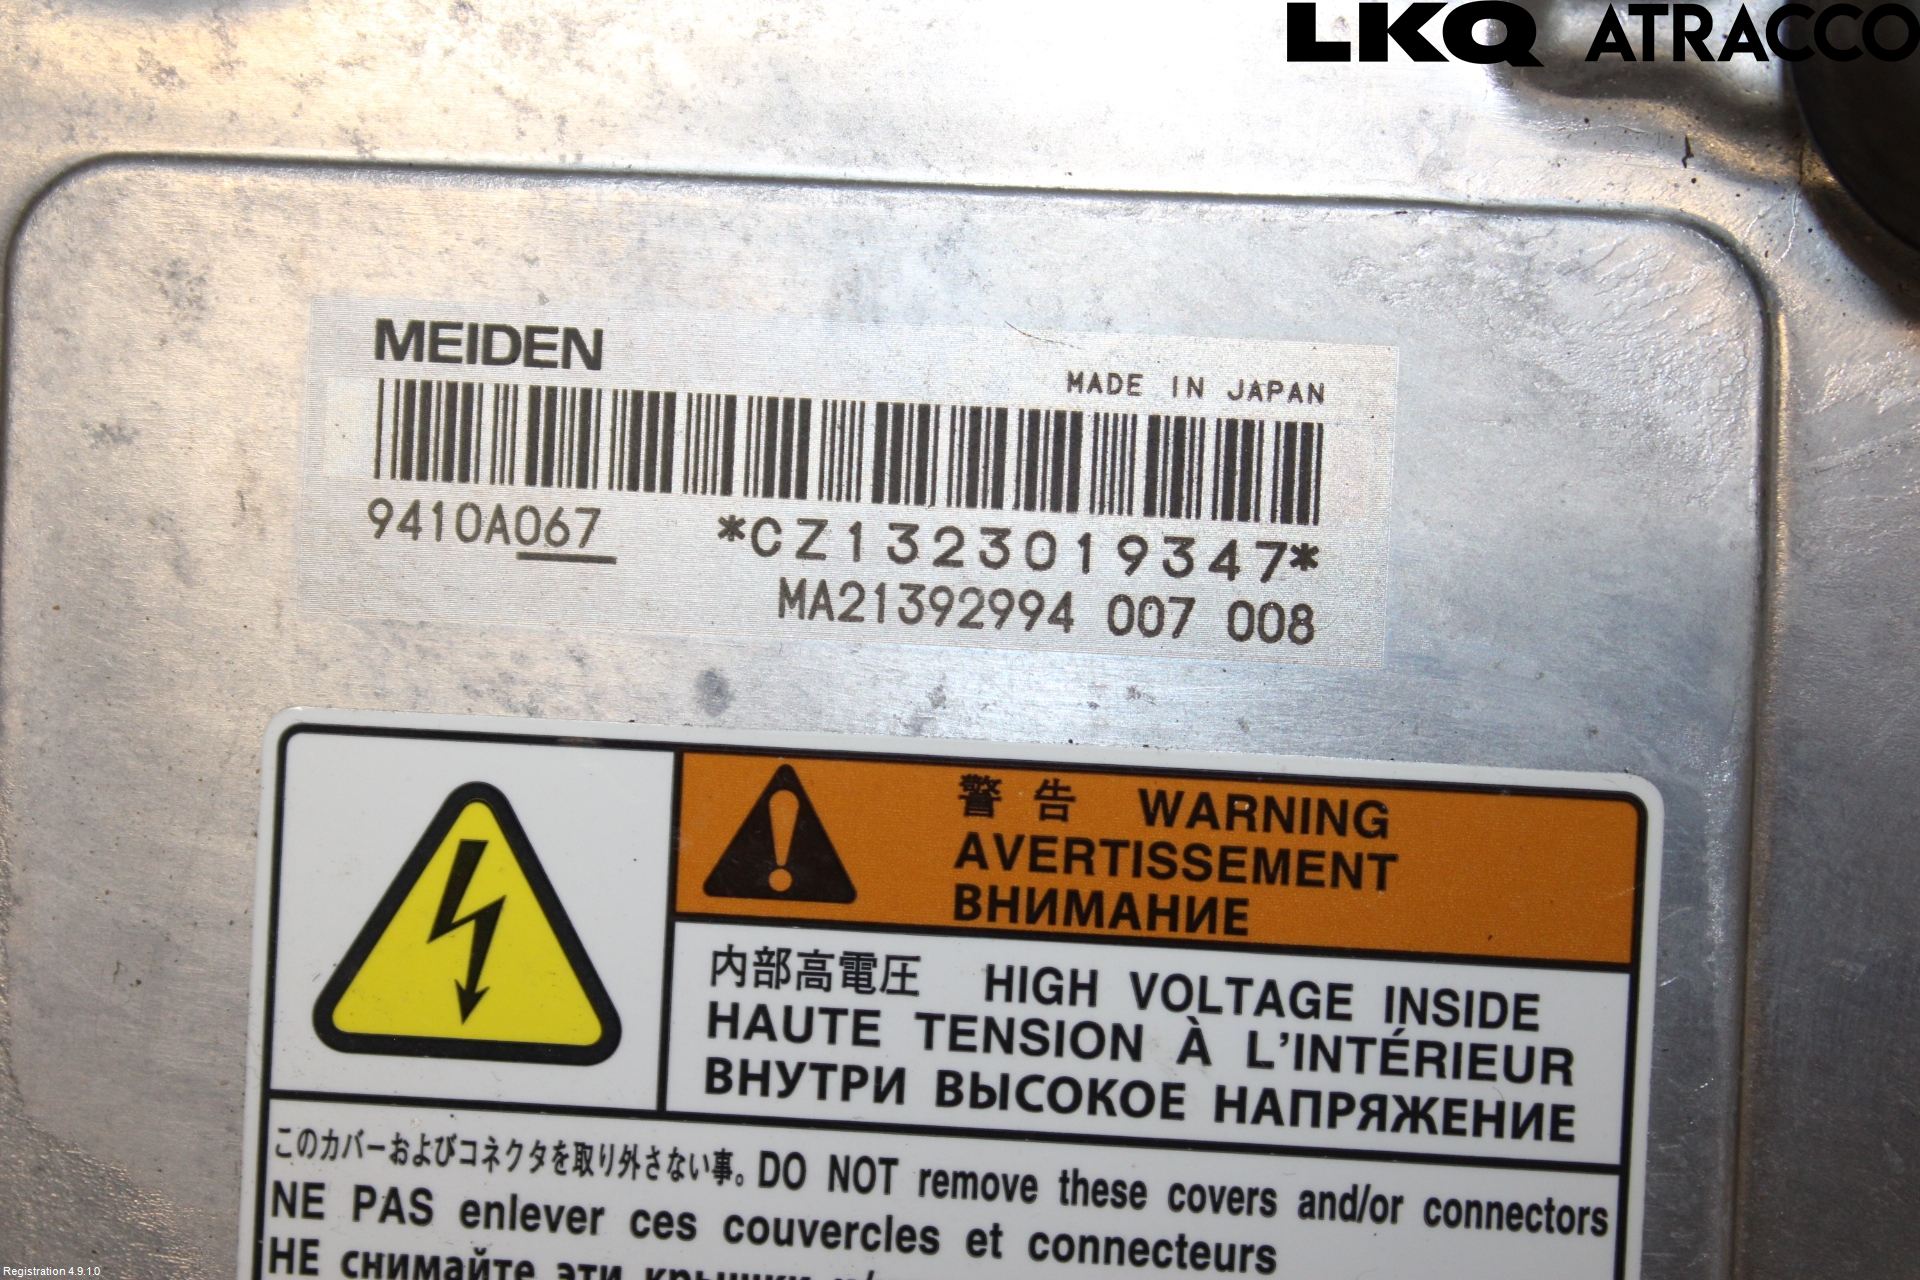 LKQ ATRACCO
MEIDEN
MADE IN JAPAN
9410A067 *CZ1323019347*
MA21392994 007 008
警告 WARNING
AVERTISSEMENT
ВНИМАНИЕ
内部高電圧 HIGH VOLTAGE INSIDE
HAUTE TENSION À L'INTÉRIEUR
ВНУТРИ ВЫСОКОЕ НАПРЯЖЕНИЕ
このカバーおよびコネクタを取り外さない事。DO NOT remove these covers and/or connectors
NE PAS enlever ces couvercles et connecteurs
НЕ снимайте эти крышки
Registration 4.9.1.0